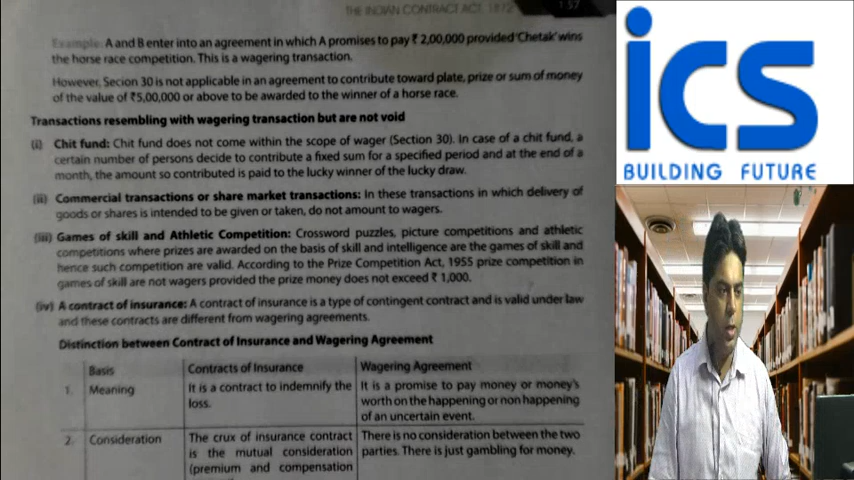 THE INDIAN CONTRACT ACT, 1872
1.57
Example: A and B enter into an agreement in which A promises to pay ₹ 2,00,000 provided 'Chetak' wins
the horse race competition. This is a wagering transaction.
However, Secion 30 is not applicable in an agreement to contribute toward plate, prize or sum of money
of the value of ₹5,00,000 or above to be awarded to the winner of a horse race.
Transactions resembling with wagering transaction but are not void
(i) Chit fund: Chit fund does not come within the scope of wager (Section 30). In case of a chit fund, a
certain number of persons decide to contribute a fixed sum for a specified period and at the end of a
month, the amount so contributed is paid to the lucky winner of the lucky draw.
(ii) Commercial transactions or share market transactions: In these transactions in which delivery of
goods or shares is intended to be given or taken, do not amount to wagers.
(iii) Games of skill and Athletic Competition: Crossword puzzles, picture competitions and athletic
competitions where prizes are awarded on the basis of skill and intelligence are the games of skill and
hence such competition are valid. According to the Prize Competition Act, 1955 prize competition in
games of skill are not wagers provided the prize money does not exceed ₹ 1,000.
(iv) A contract of insurance: A contract of insurance is a type of contingent contract and is valid under law
and these contracts are different from wagering agreements.
Distinction between Contract of Insurance and Wagering Agreement
Basis Contracts of Insurance Wagering Agreement
1. Meaning It is a contract to indemnify the It is a promise to pay money or money's
loss. worth on the happening or non happening
of an uncertain event.
2. Consideration The crux of insurance contract There is no consideration between the two
is the mutual consideration parties. There is just gambling for money.
(premium and compensation
ics
BUILDING FUTURE